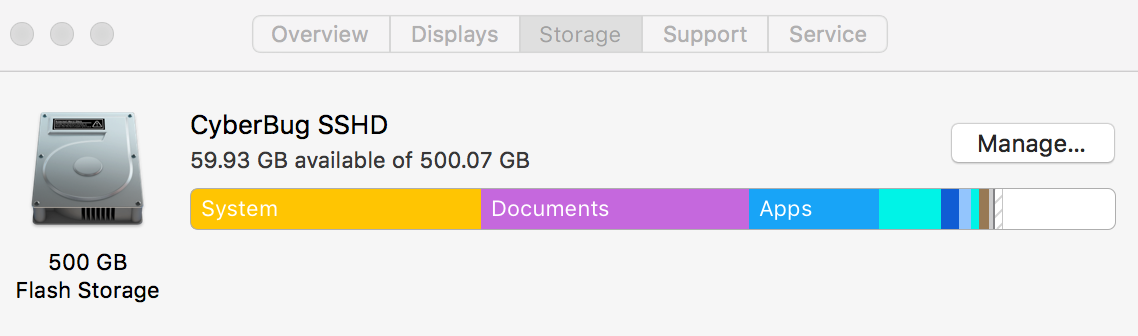 Overview
Displays
Storage
Support
Service
CyberBug SSHD
59.93 GB available of 500.07 GB
Manage...
System
Documents
Apps
500 GB
Flash Storage